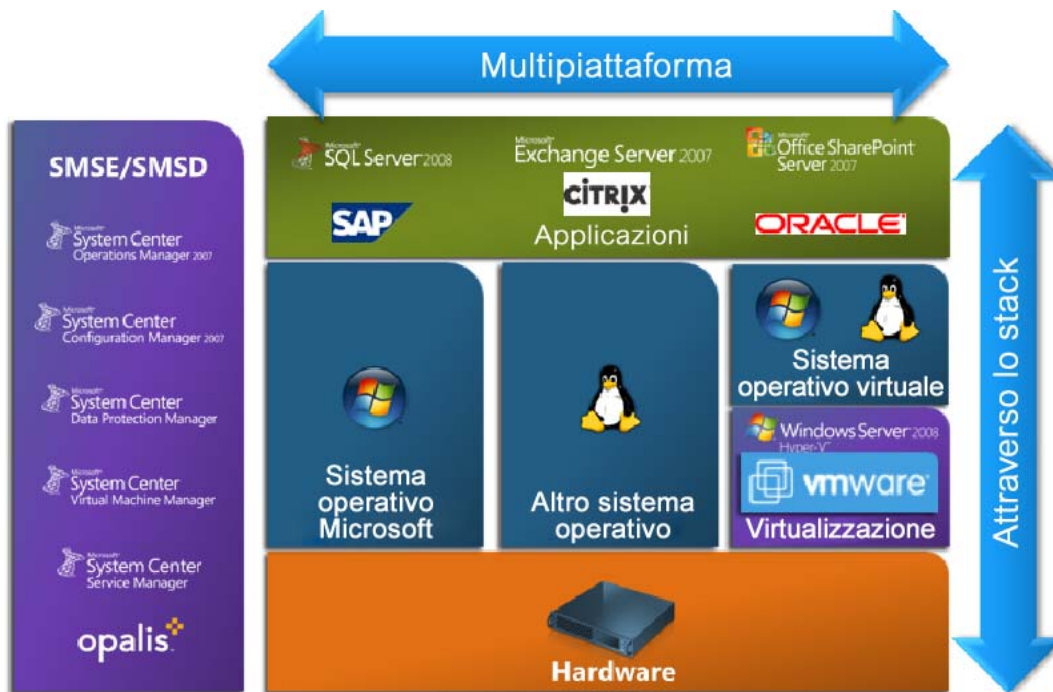 Multipiattaforma
SMSE/SMSD
Microsoft
System Center
Operations Manager 2007
Microsoft
System Center
Configuration Manager 2007
Microsoft
System Center
Data Protection Manager
Microsoft
System Center
Virtual Machine Manager
Microsoft
System Center
Service Manager
opalis
Microsoft
SQL Server 2008
Microsoft
Exchange Server 2007
Microsoft
Office SharePoint
Server 2007
SAP
CITRIX
ORACLE
Applicazioni
Sistema
operativo
Microsoft
Altro sistema
operativo
Sistema
operativo virtuale
Windows Server 2008
Hyper-V
vmware
Virtualizzazione
Hardware
Attraverso lo stack